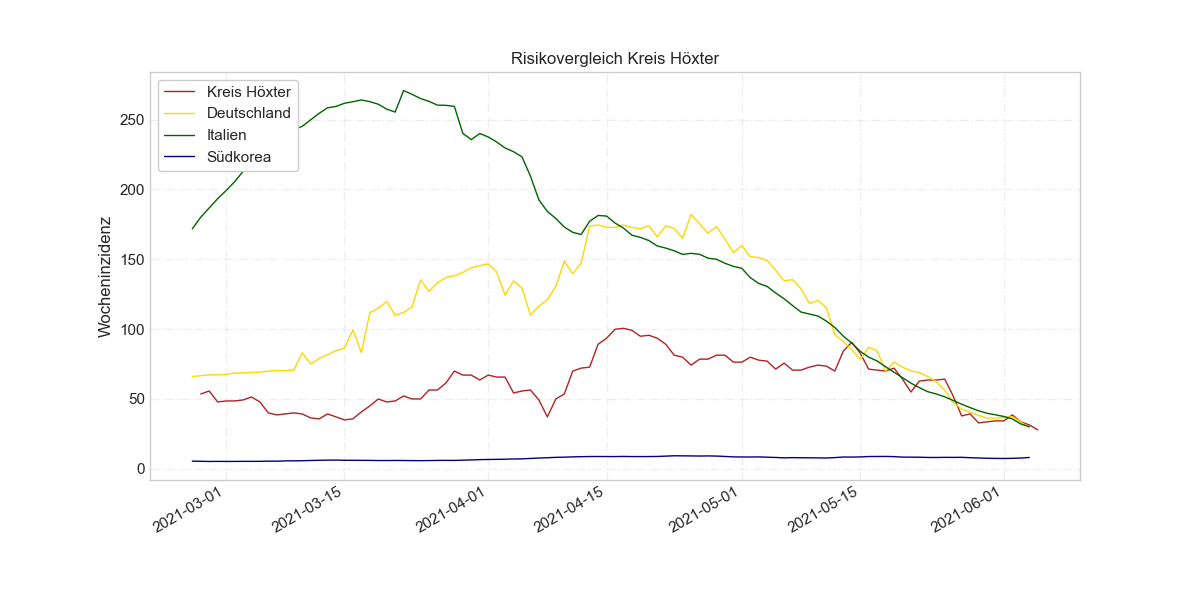 Risikovergleich Kreis Höxter
Kreis Höxter
Deutschland
Italien
Südkorea
Wocheninzidenz
250
200
150
100
50
0
2021-03-01
2021-03-15
2021-04-01
2021-04-15
2021-05-01
2021-05-15
2021-06-01